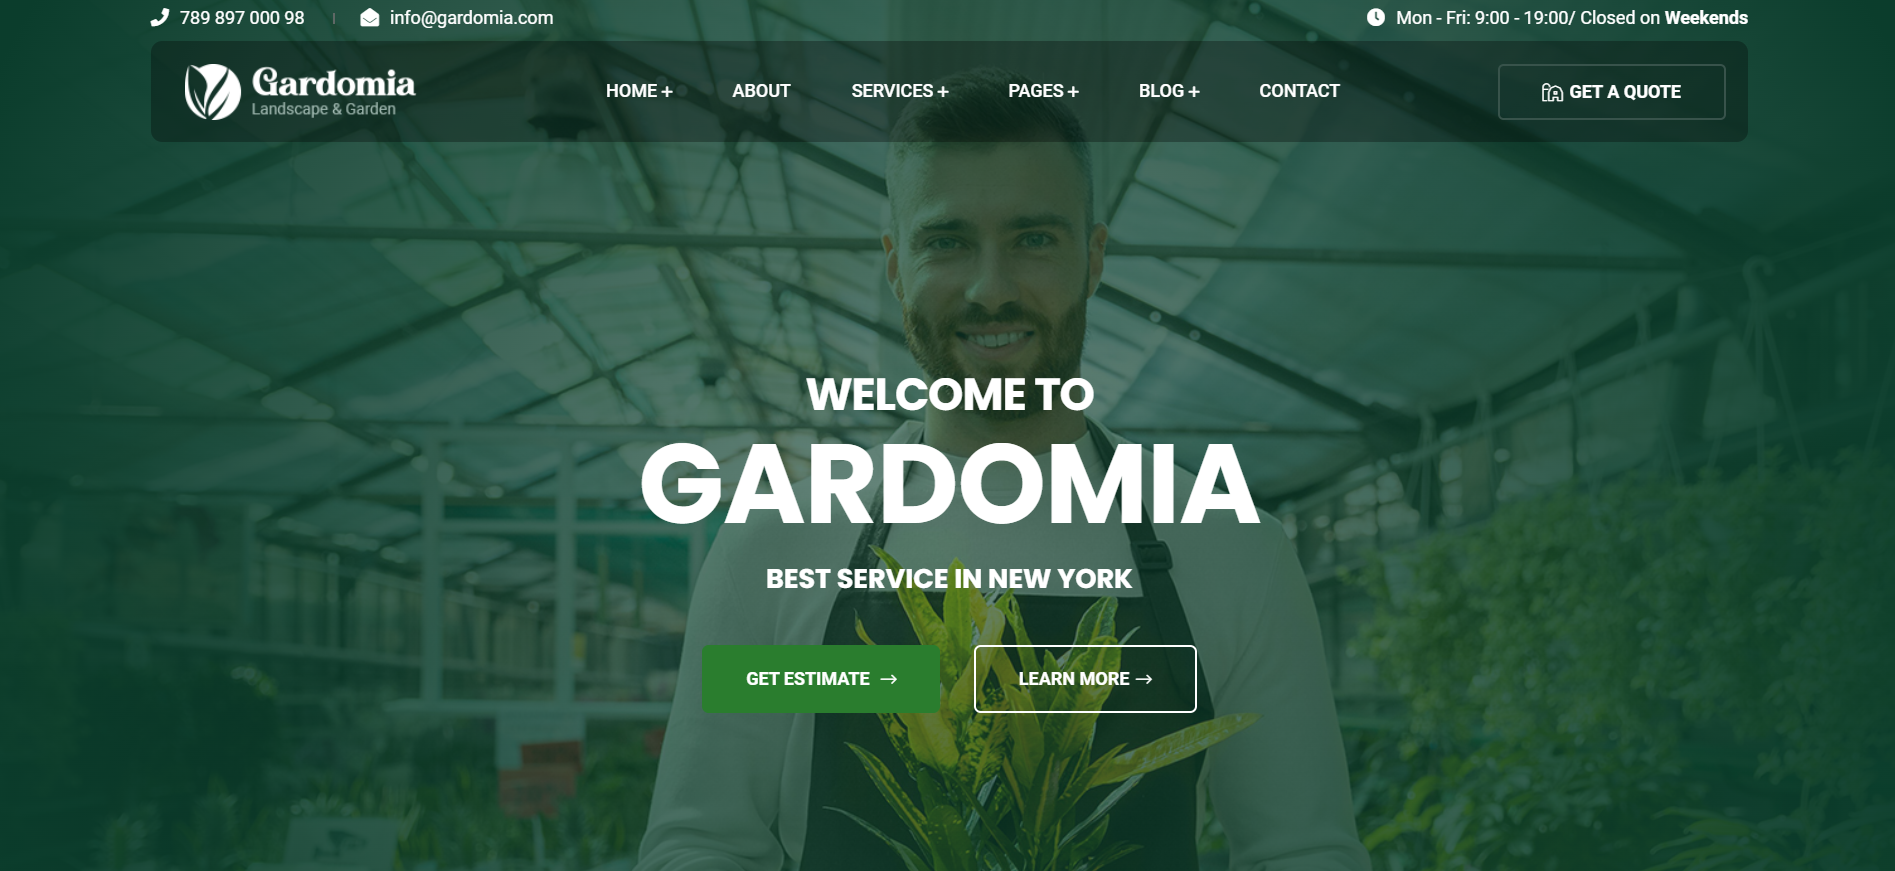 789 897 000 98 | info@gardomia.com Mon - Fri: 9:00 - 19:00/ Closed on Weekends
Gardomia
Landscape & Garden
HOME + ABOUT SERVICES + PAGES + BLOG + CONTACT GET A QUOTE
WELCOME TO
GARDOMIA
BEST SERVICE IN NEW YORK
GET ESTIMATE → LEARN MORE →